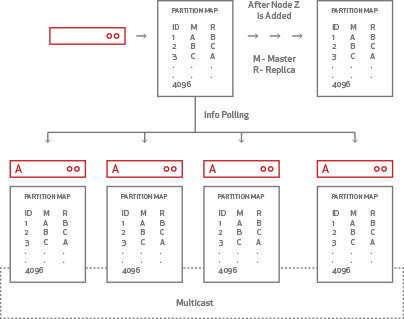 PARTITION MAP
ID M R
1 A B
2 B C
3 C A
. . .
. . .
4096
After Node Z
Is Added
M - Master
R - Replica
PARTITION MAP
ID M R
1 A B
2 B C
3 C A
. . .
. . .
4096
Info Polling
A
A
A
A
PARTITION MAP
ID M R
1 A B
2 B C
3 C A
. . .
. . .
4096
PARTITION MAP
ID M R
1 A B
2 B C
3 C A
. . .
. . .
4096
PARTITION MAP
ID M R
1 A B
2 B C
3 C A
. . .
. . .
4096
PARTITION MAP
ID M R
1 A B
2 B C
3 C A
. . .
. . .
4096
Multicast